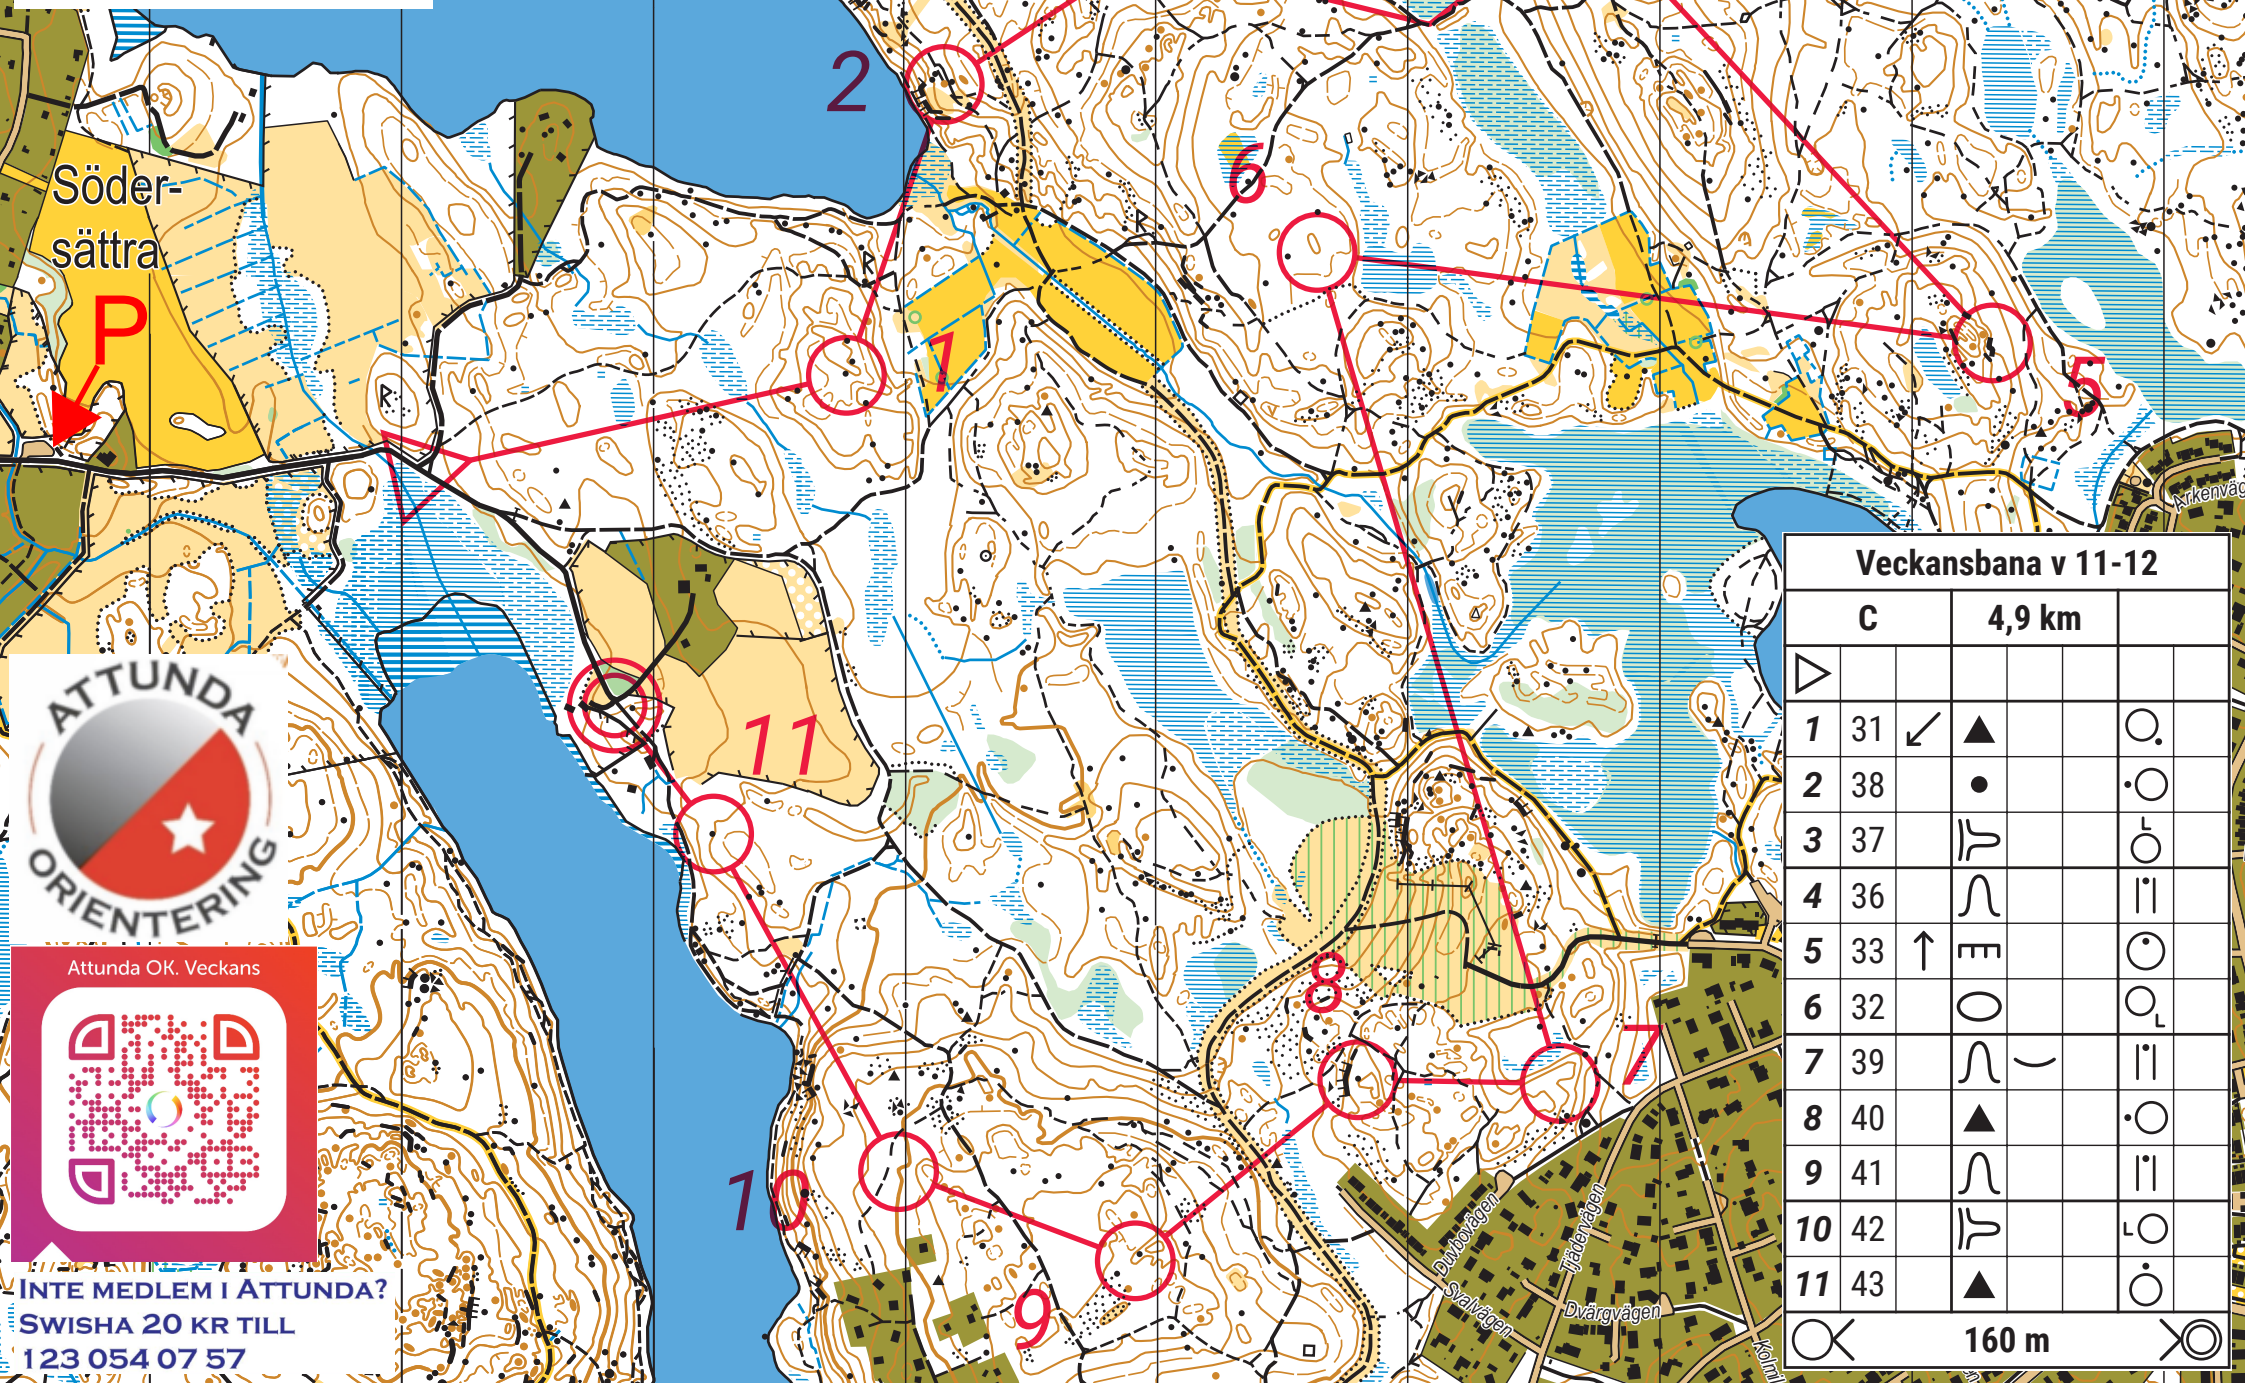 Söder-
sättra
P
2
6
1
5
11
8
7
10
9
Arkenväg
Duvbovägen
Tjädervägen
Svalvägen
Dvärgvägen
Kolmil
ATTUNDA
ORIENTERING
Attunda OK. Veckans
INTE MEDLEM I ATTUNDA?
SWISHA 20 KR TILL
123 054 07 57
Veckansbana v 11-12
C 4,9 km
1 31
2 38
3 37
4 36
5 33
6 32
7 39
8 40
9 41
10 42
11 43
160 m